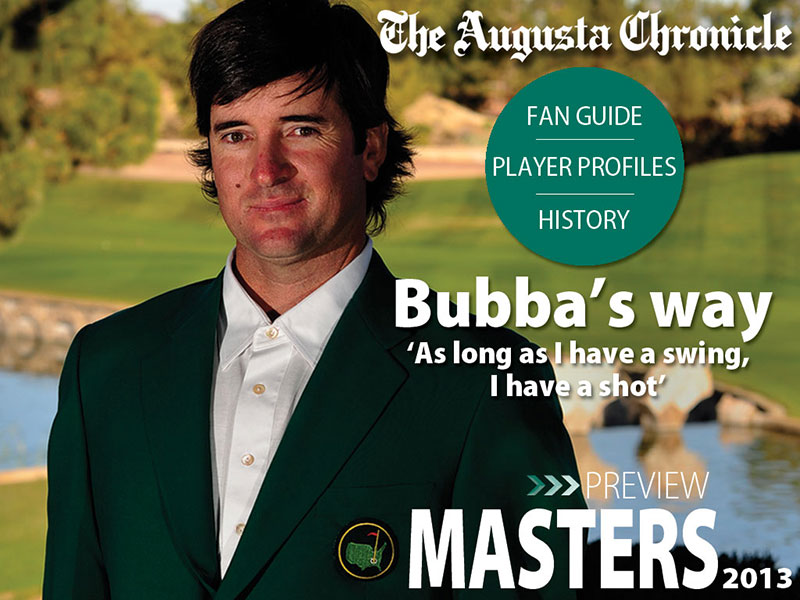 The Augusta Chronicle
FAN GUIDE
PLAYER PROFILES
HISTORY
Bubba's way
‘As long as I have a swing,
I have a shot’
PREVIEW
MASTERS 2013